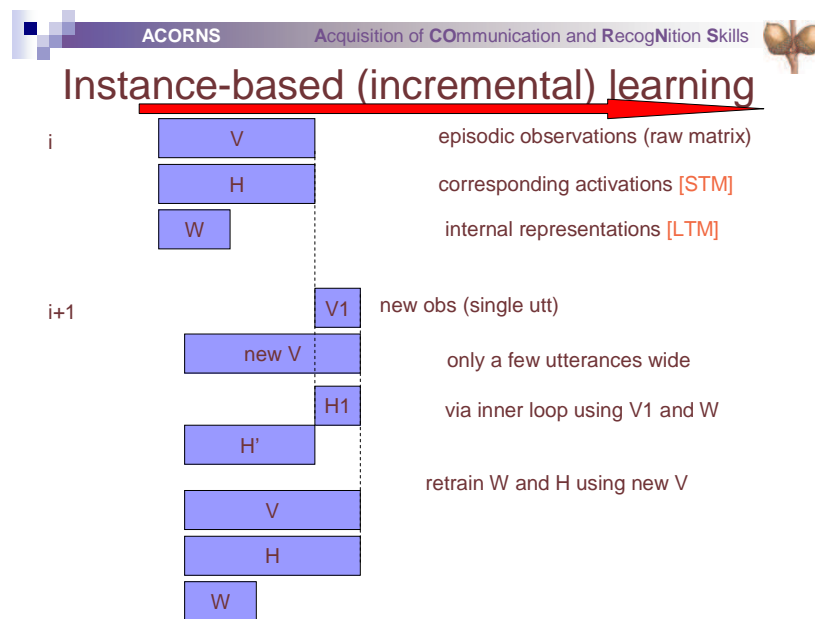 ACORNS Acquisition of COmmunication and RecogNition Skills
Instance-based (incremental) learning
i
V episodic observations (raw matrix)
H corresponding activations [STM]
W internal representations [LTM]
i+1
V1 new obs (single utt)
new V only a few utterances wide
H1 via inner loop using V1 and W
H'
retrain W and H using new V
V
H
W